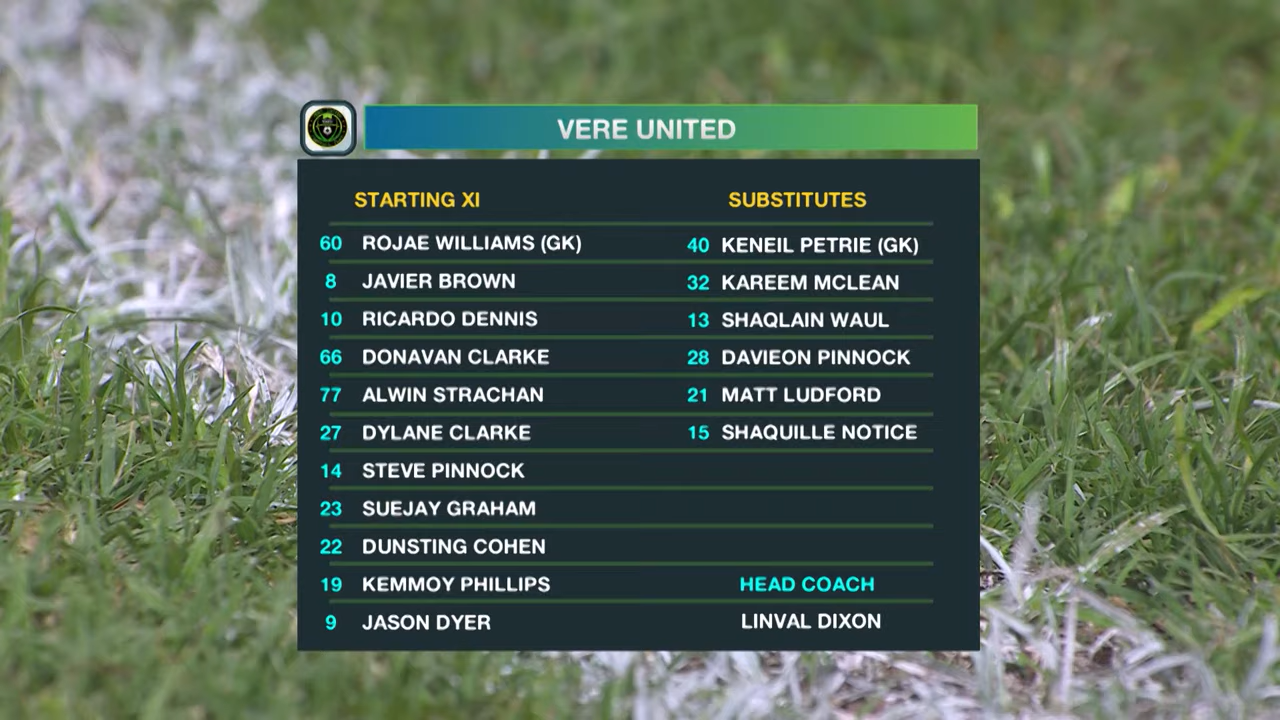 VERE UNITED
STARTING XI
60 ROJAE WILLIAMS (GK)
8 JAVIER BROWN
10 RICARDO DENNIS
66 DONAVAN CLARKE
77 ALWIN STRACHAN
27 DYLANE CLARKE
14 STEVE PINNOCK
23 SUEJAY GRAHAM
22 DUNSTING COHEN
19 KEMMOY PHILLIPS
9 JASON DYER
SUBSTITUTES
40 KENEIL PETRIE (GK)
32 KAREEM MCLEAN
13 SHAQLAIN WAUL
28 DAVIEON PINNOCK
21 MATT LUDFORD
15 SHAQUILLE NOTICE
HEAD COACH
LINVAL DIXON